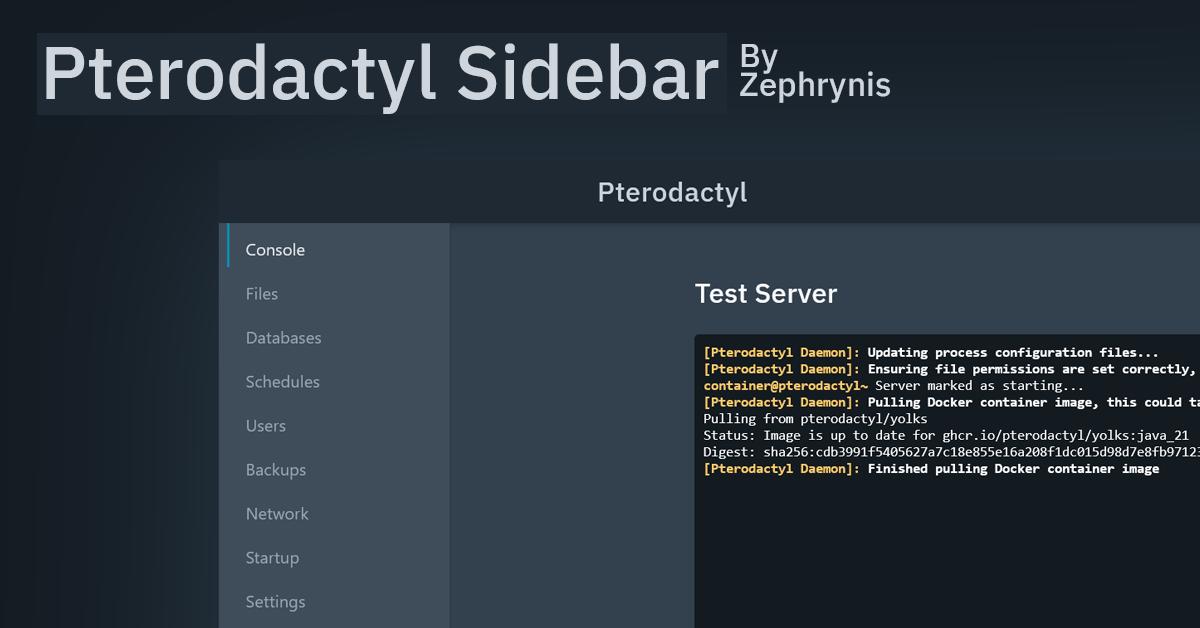 Pterodactyl Sidebar
By
Zephrynis
Pterodactyl
Console
Files
Databases
Schedules
Users
Backups
Network
Startup
Settings
Test Server
[Pterodactyl Daemon]: Updating process configuration files...
[Pterodactyl Daemon]: Ensuring file permissions are set correctly,
container@pterodactyl~ Server marked as starting...
[Pterodactyl Daemon]: Pulling Docker container image, this could ta
Pulling from pterodactyl/yolks
Status: Image is up to date for ghcr.io/pterodactyl/yolks:java_21
Digest: sha256:cdb3991f5405627a7c18e855e16a208f1dc015d98d7e8fb97123
[Pterodactyl Daemon]: Finished pulling Docker container image